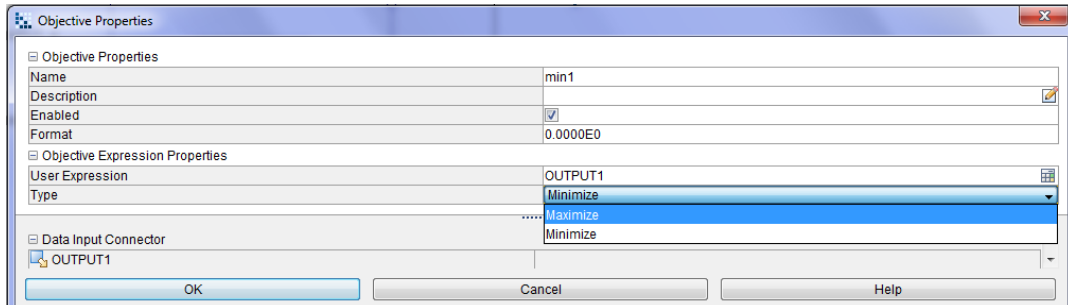 Objective Properties
Objective Properties
Name min1
Description
Enabled
Format 0.0000E0
Objective Expression Properties
User Expression OUTPUT1
Type Minimize
Maximize
Minimize
Data Input Connector
OUTPUT1
OK Cancel Help